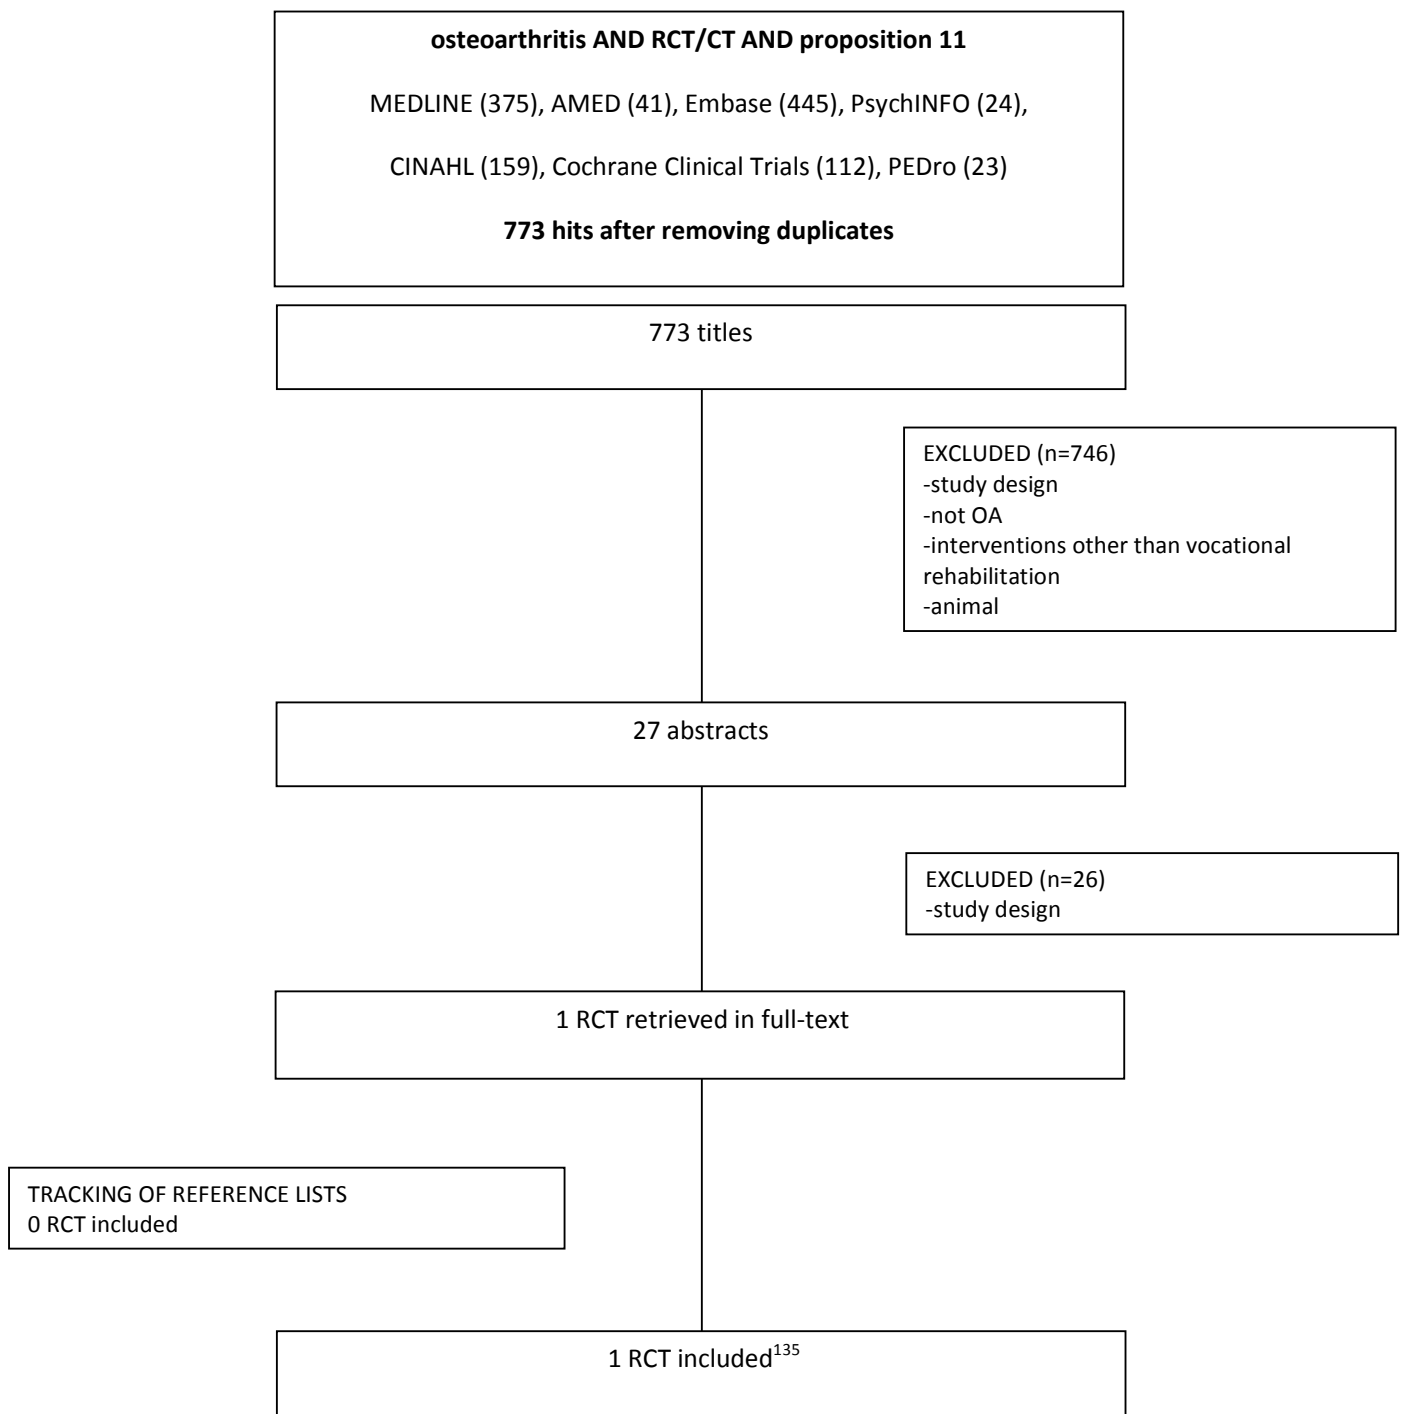 osteoarthritis AND RCT/CT AND proposition 11
MEDLINE (375), AMED (41), Embase (445), PsychINFO (24),
CINAHL (159), Cochrane Clinical Trials (112), PEDro (23)
773 hits after removing duplicates
773 titles
EXCLUDED (n=746)
-study design
-not OA
-interventions other than vocational
rehabilitation
-animal
27 abstracts
EXCLUDED (n=26)
-study design
1 RCT retrieved in full-text
TRACKING OF REFERENCE LISTS
0 RCT included
1 RCT included¹³⁵